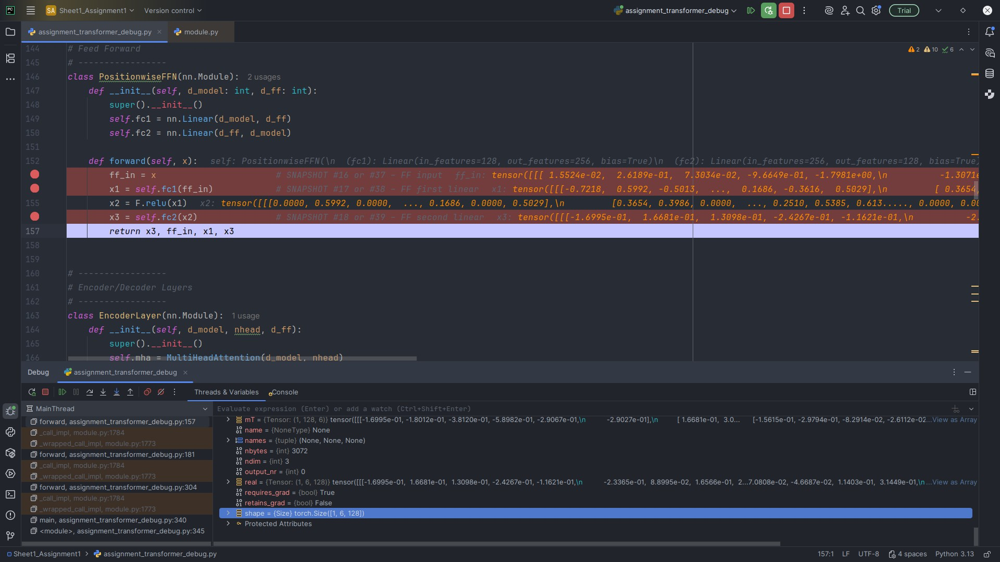 PC
SA Sheet1_Assignment1 Version control
assignment_transformer_debug
Trial
assignment_transformer_debug.py
module.py
2 10 6
144 # Feed Forward
145 # -----------------
146 class PositionwiseFFN(nn.Module): 2 usages
147 def __init__(self, d_model: int, d_ff: int):
148 super().__init__()
149 self.fc1 = nn.Linear(d_model, d_ff)
150 self.fc2 = nn.Linear(d_ff, d_model)
151
152 def forward(self, x): self: PositionwiseFFN(\n (fc1): Linear(in_features=128, out_features=256, bias=True)\n (fc2): Linear(in_features=256, out_features=128, bias=True)
ff_in = x # SNAPSHOT #16 or #37 – FF input ff_in: tensor([[[ 1.5524e-02, 2.6189e-01, 7.3034e-02, -9.6649e-01, -1.7981e+00,\n -1.3071e
x1 = self.fc1(ff_in) # SNAPSHOT #17 or #38 – FF first linear x1: tensor([[[-0.7218, 0.5992, -0.5013, ..., 0.1686, -0.3616, 0.5029],\n [ 0.3654,
155 x2 = F.relu(x1) x2: tensor([[[0.0000, 0.5992, 0.0000, ..., 0.1686, 0.0000, 0.5029],\n [0.3654, 0.3986, 0.0000, ..., 0.2510, 0.5385, 0.613....., 0.0000, 0.00
x3 = self.fc2(x2) # SNAPSHOT #18 or #39 – FF second linear x3: tensor([[[-1.6995e-01, 1.6681e-01, 1.3098e-01, -2.4267e-01, -1.1621e-01,\n -2.
157 return x3, ff_in, x1, x3
158
159
160 # -----------------
161 # Encoder/Decoder Layers
162 # -----------------
163 class EncoderLayer(nn.Module): 1 usage
164 def __init__(self, d_model, nhead, d_ff):
165 super().__init__()
166 self.mha = MultiHeadAttention(d_model, nhead)
Debug assignment_transformer_debug
Threads & Variables Console
MainThread
Evaluate expression (Enter) or add a watch (Ctrl+Shift+Enter)
forward, assignment_transformer_debug.py:157
_call_impl, module.py:1784
_wrapped_call_impl, module.py:1773
forward, assignment_transformer_debug.py:181
_call_impl, module.py:1784
_wrapped_call_impl, module.py:1773
forward, assignment_transformer_debug.py:304
_call_impl, module.py:1784
_wrapped_call_impl, module.py:1773
main, assignment_transformer_debug.py:340
<module>, assignment_transformer_debug.py:345
mT = {Tensor: (1, 128, 6)} tensor([[[-1.6995e-01, -1.8012e-01, -3.8120e-01, -5.8982e-01, -2.9067e-01,\n -2.9027e-01],\n [ 1.6681e-01, 3.0... [-1.5615e-01, -2.9794e-01, -8.2914e-02, -2.6112e-02...View as Array
name = {NoneType} None
names = {tuple} (None, None, None)
nbytes = {int} 3072
ndim = {int} 3
output_nr = {int} 0
real = {Tensor: (1, 6, 128)} tensor([[[-1.6995e-01, 1.6681e-01, 1.3098e-01, -2.4267e-01, -1.1621e-01,\n -2.3365e-01, 8.8995e-02, 1.6566e-01, 2...7.0808e-02, -4.6687e-02, 1.1403e-01, 3.1449e-01,\n...View as Array
requires_grad = {bool} True
retains_grad = {bool} False
shape = {Size} torch.Size([1, 6, 128])
Protected Attributes
Sheet1_Assignment1 > assignment_transformer_debug.py
157:1 LF UTF-8 4 spaces Python 3.13